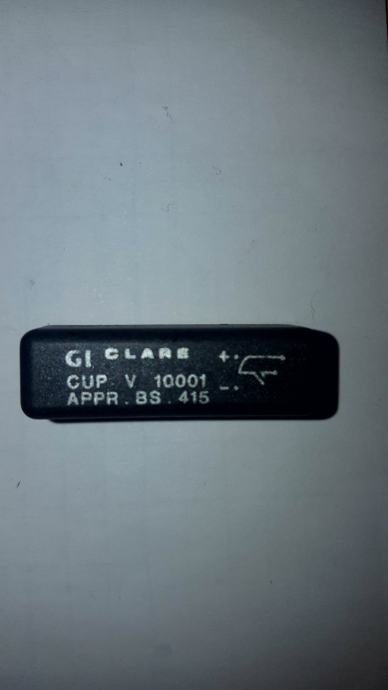 GI CLARE
CUP. V 10001
APPR. BS. 415
+
-